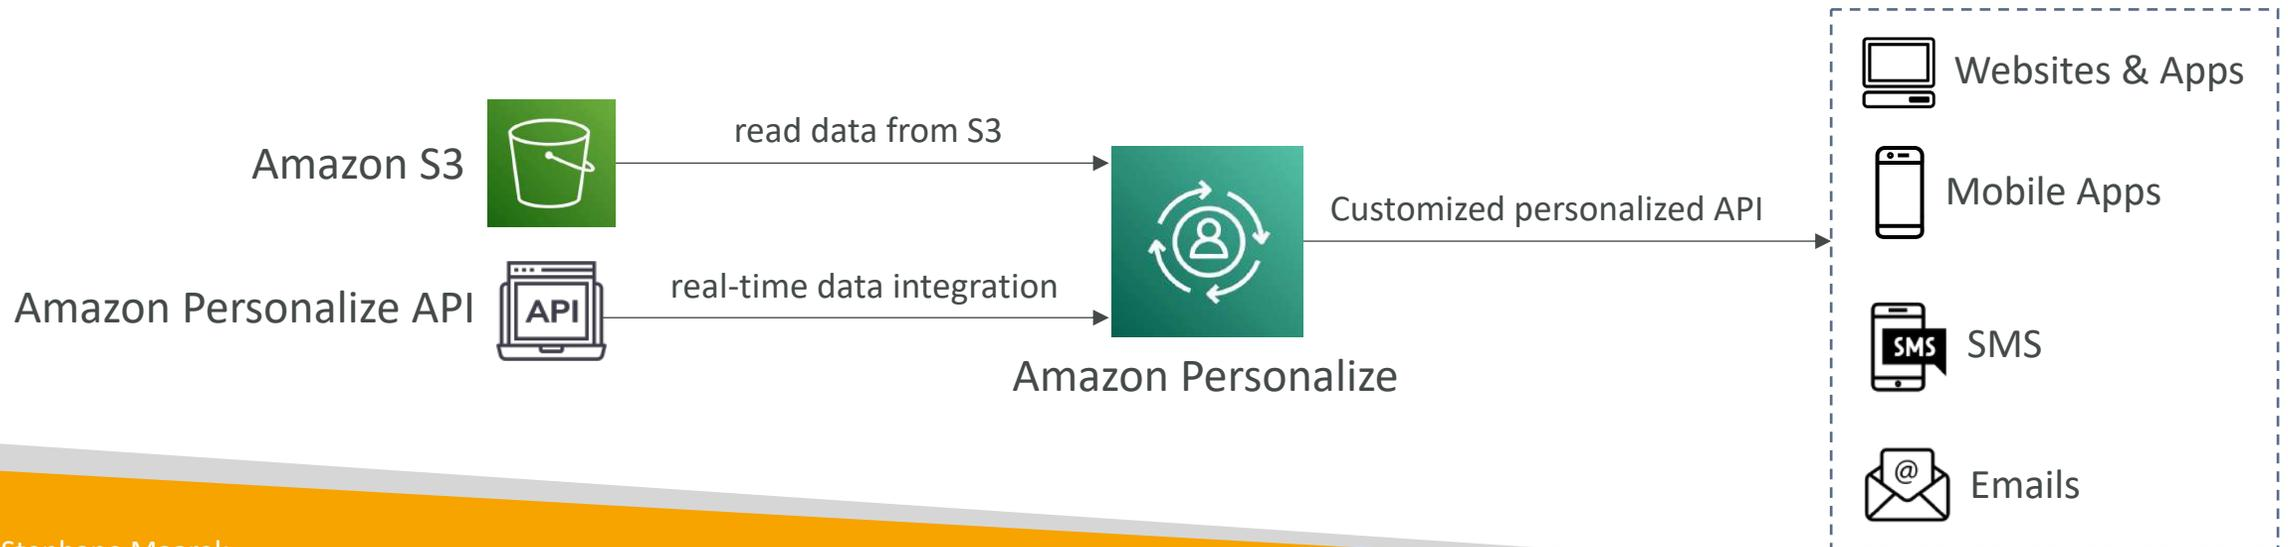 Amazon S3
read data from S3
Amazon Personalize API
API
real-time data integration
Amazon Personalize
Customized personalized API
Websites & Apps
Mobile Apps
SMS
SMS
@
Emails